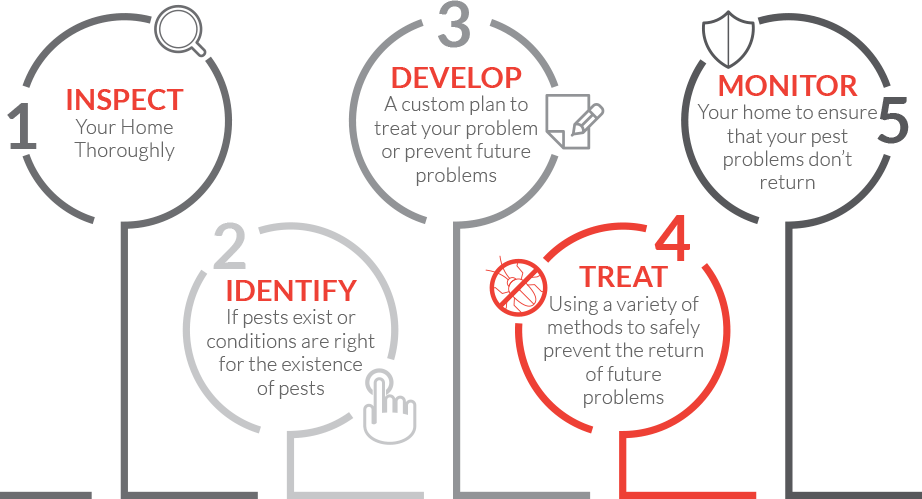 1
INSPECT
Your Home
Thoroughly
2
IDENTIFY
If pests exist or
conditions are right
for the existence
of pests
3
DEVELOP
A custom plan to
treat your problem
or prevent future
problems
4
TREAT
Using a variety of
methods to safely
prevent the return
of future
problems
5
MONITOR
Your home to ensure
that your pest
problems don't
return